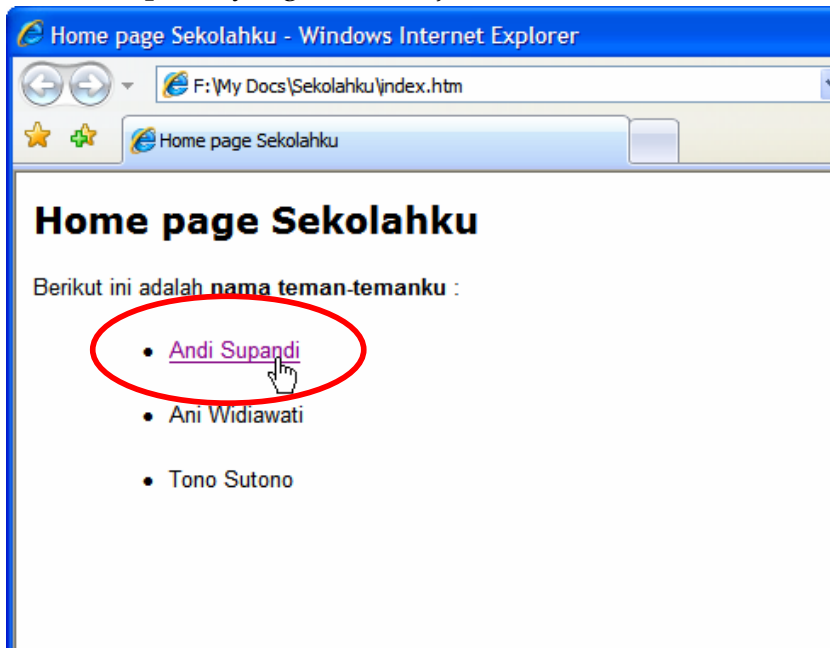 Home page Sekolahku - Windows Internet Explorer
F:\My Docs\Sekolahku\index.htm
Home page Sekolahku
Home page Sekolahku
Berikut ini adalah nama teman-temanku :
• Andi Supandi
• Ani Widiawati
• Tono Sutono